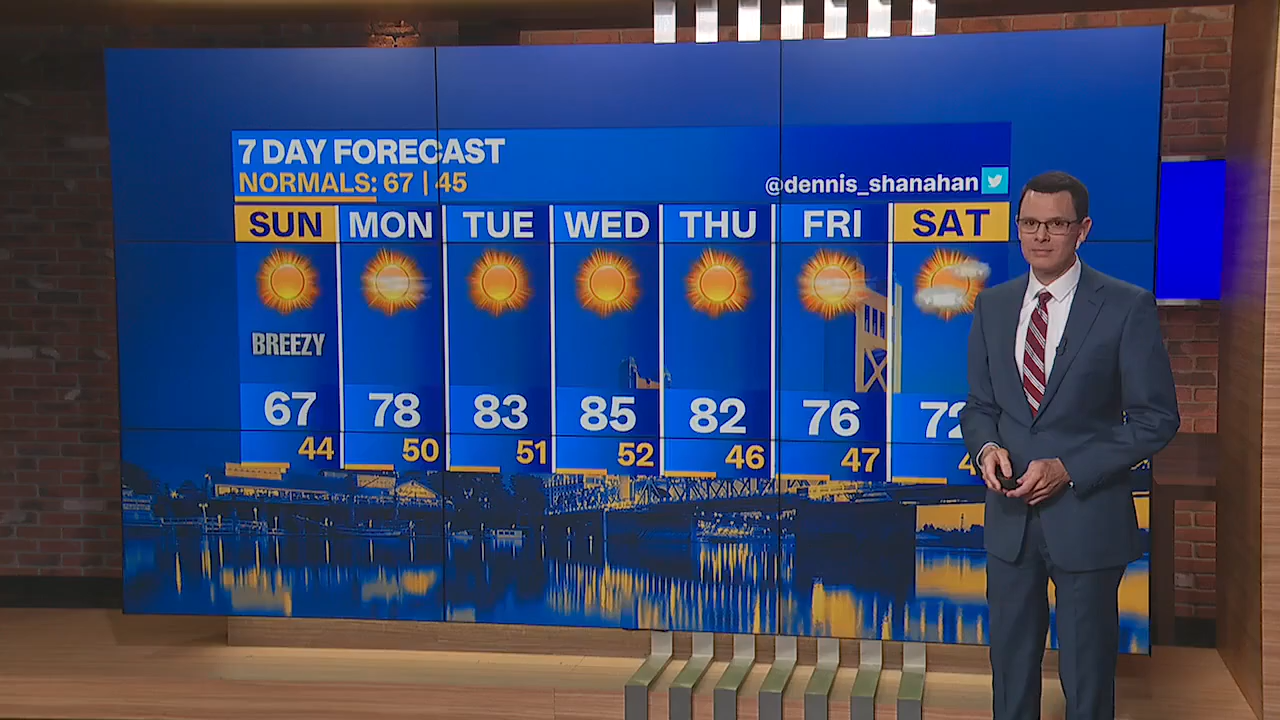 7 DAY FORECAST
NORMALS: 67 | 45
@dennis_shanahan
SUN MON TUE WED THU FRI SAT
BREEZY
67 78 83 85 82 76
44 50 51 52 46 47